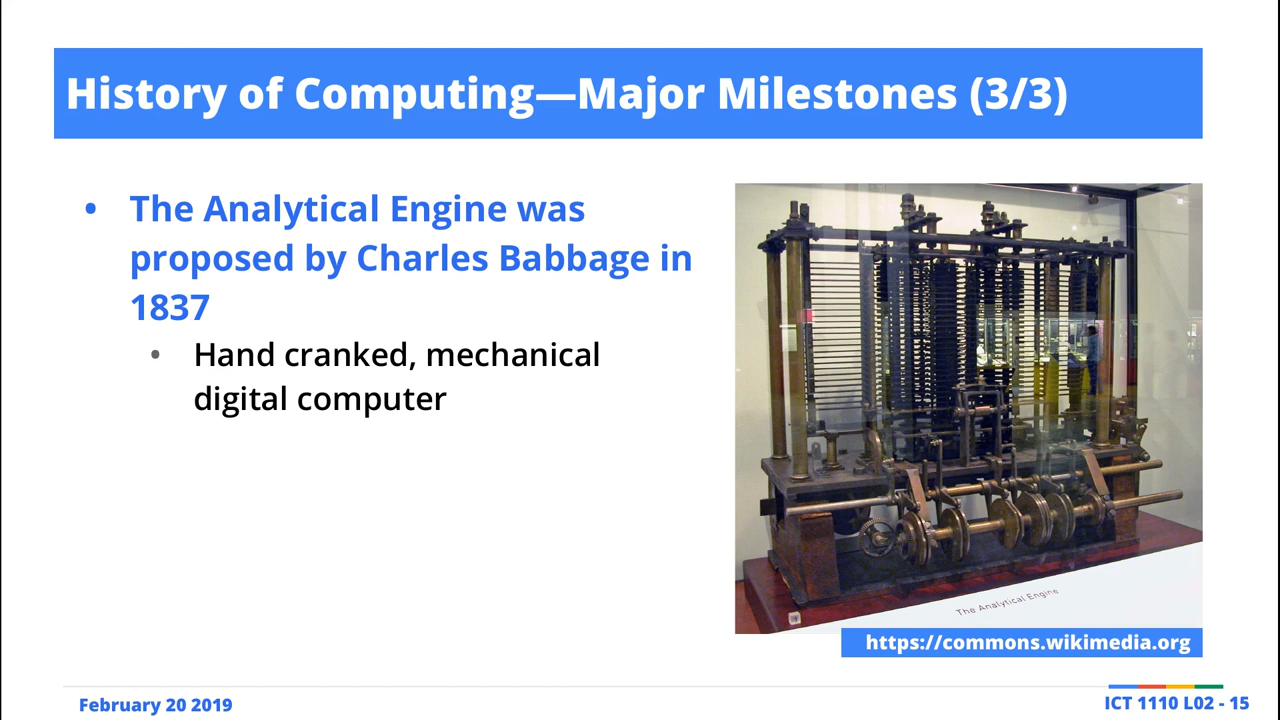 History of Computing—Major Milestones (3/3)
• The Analytical Engine was
proposed by Charles Babbage in
1837
• Hand cranked, mechanical
digital computer
The Analytical Engine
https://commons.wikimedia.org
February 20 2019
ICT 1110 L02 - 15